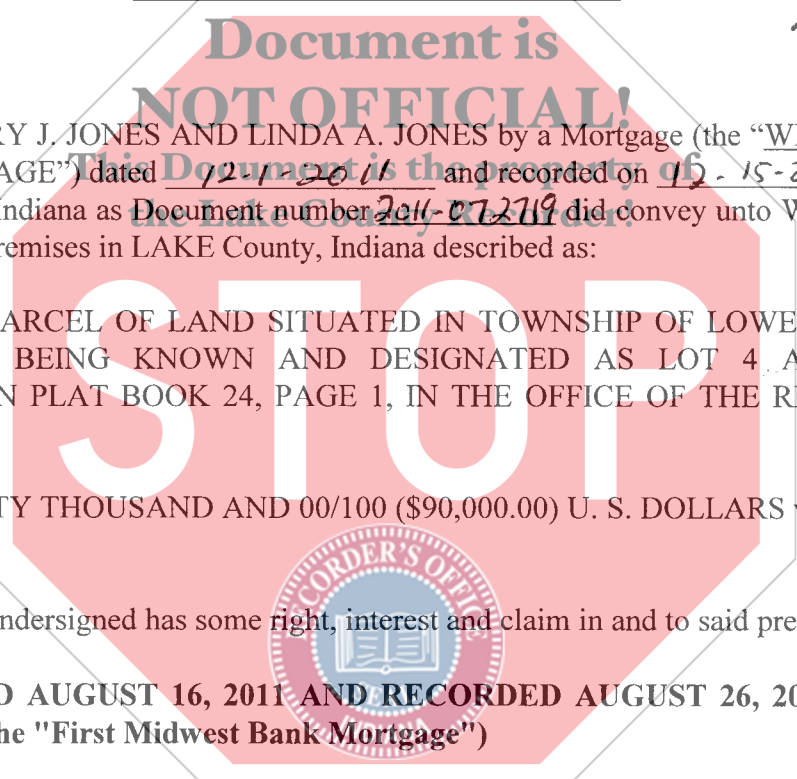 Document is
NOT OFFICIAL!
RY J. JONES AND LINDA A. JONES by a Mortgage (the "W
AGE") dated 12-1-2011 and recorded on 12-15-2
This Document is the property of
Indiana as Document number 2011-072719 did convey unto W
the Lake County Recorder!
remises in LAKE County, Indiana described as:
ARCEL OF LAND SITUATED IN TOWNSHIP OF LOWE
BEING KNOWN AND DESIGNATED AS LOT 4 A
N PLAT BOOK 24, PAGE 1, IN THE OFFICE OF THE R
STOP
TY THOUSAND AND 00/100 ($90,000.00) U. S. DOLLARS
RECORDER'S OFFICE
ndersigned has some right, interest and claim in and to said pre
D AUGUST 16, 2011 AND RECORDED AUGUST 26, 20
he "First Midwest Bank Mortgage")
INDIANA